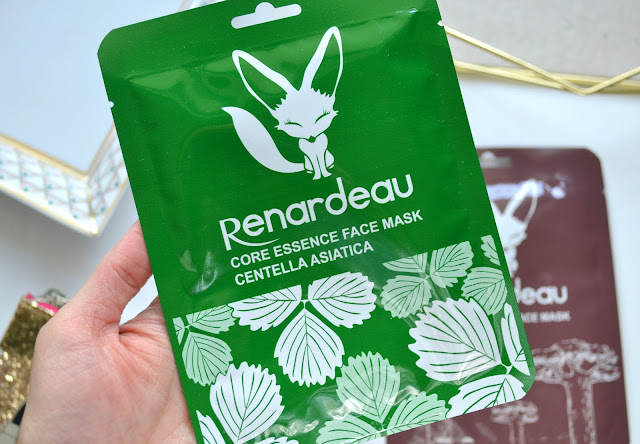 Renardeau
CORE ESSENCE FACE MASK
CENTELLA ASIATICA
deau
FACE MASK